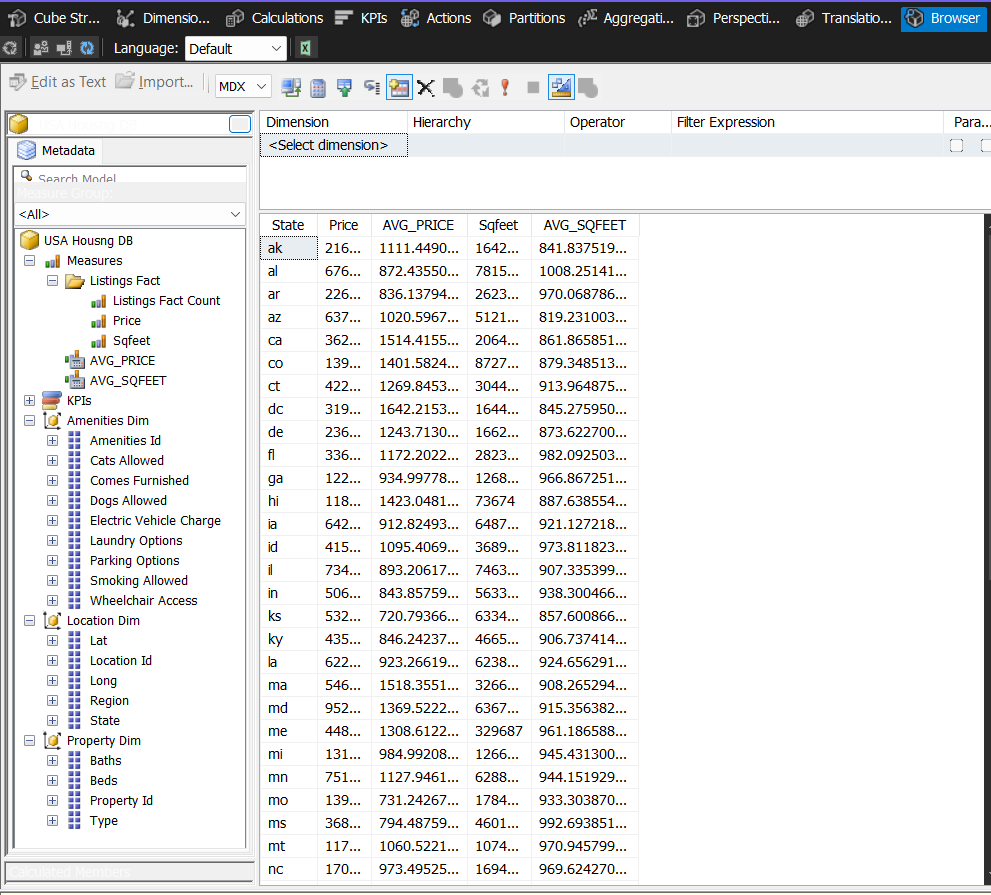 Cube Str... Dimensio... Calculations KPIs Actions Partitions Aggregati... Perspecti... Translatio... Browser
Language: Default
Edit as Text Import... MDX
Metadata
Search Model
Measure Group:
<All>
USA Housng DB
Measures
Listings Fact
Listings Fact Count
Price
Sqfeet
AVG_PRICE
AVG_SQFEET
KPIs
Amenities Dim
Amenities Id
Cats Allowed
Comes Furnished
Dogs Allowed
Electric Vehicle Charge
Laundry Options
Parking Options
Smoking Allowed
Wheelchair Access
Location Dim
Lat
Location Id
Long
Region
State
Property Dim
Baths
Beds
Property Id
Type
Calculated Members
Dimension Hierarchy Operator Filter Expression Para...
<Select dimension>
State Price AVG_PRICE Sqfeet AVG_SQFEET
ak 216... 1111.4490... 1642... 841.837519...
al 676... 872.43550... 7815... 1008.25141...
ar 226... 836.13794... 2623... 970.068786...
az 637... 1020.5967... 5121... 819.231003...
ca 362... 1514.4155... 2064... 861.865851...
co 139... 1401.5824... 8727... 879.348513...
ct 422... 1269.8453... 3044... 913.964875...
dc 319... 1642.2153... 1644... 845.275950...
de 236... 1243.7130... 1662... 873.622700...
fl 336... 1172.2022... 2823... 982.092503...
ga 122... 934.99778... 1268... 966.867251...
hi 118... 1423.0481... 73674 887.638554...
ia 642... 912.82493... 6487... 921.127218...
id 415... 1095.4069... 3689... 973.811823...
il 734... 893.20617... 7463... 907.335399...
in 506... 843.85759... 5633... 938.300466...
ks 532... 720.79366... 6334... 857.600866...
ky 435... 846.24237... 4665... 906.737414...
la 622... 923.26619... 6238... 924.656291...
ma 546... 1518.3551... 3266... 908.265294...
md 952... 1369.5222... 6367... 915.356382...
me 448... 1308.6122... 329687 961.186588...
mi 131... 984.99208... 1266... 945.431300...
mn 751... 1127.9461... 6288... 944.151929...
mo 139... 731.24267... 1784... 933.303870...
ms 368... 794.48759... 4601... 992.693851...
mt 117... 1060.5221... 1074... 970.945799...
nc 170... 973.49525... 1694... 969.624270...